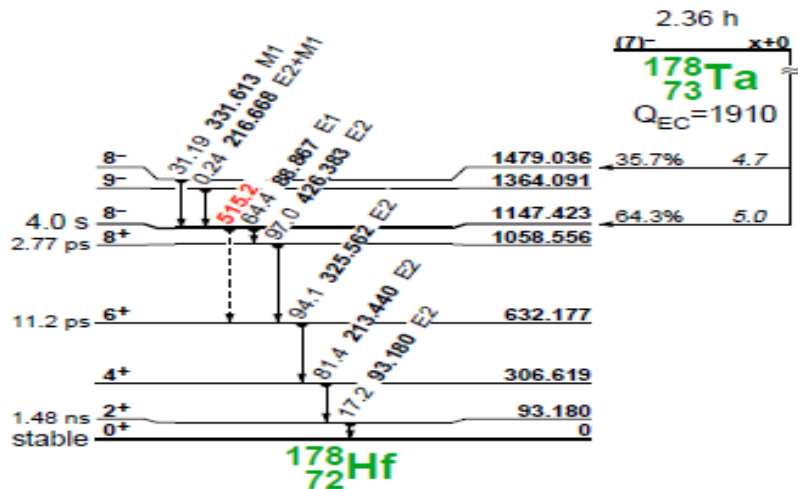 2.36 h
(7)− x+0
178
73Ta
QEC=1910
31.19 331.613 M1
0.24 216.668 E2+M1
515.2
64.4 88.867 E1
97.0 426.383 E2
94.1 325.562 E2
81.4 213.440 E2
17.2 93.180 E2
8− 1479.036 35.7% 4.7
9− 1364.091
4.0 s 8− 1147.423 64.3% 5.0
2.77 ps 8+ 1058.556
11.2 ps 6+ 632.177
4+ 306.619
1.48 ns 2+ 93.180
stable 0+ 0
178
72Hf